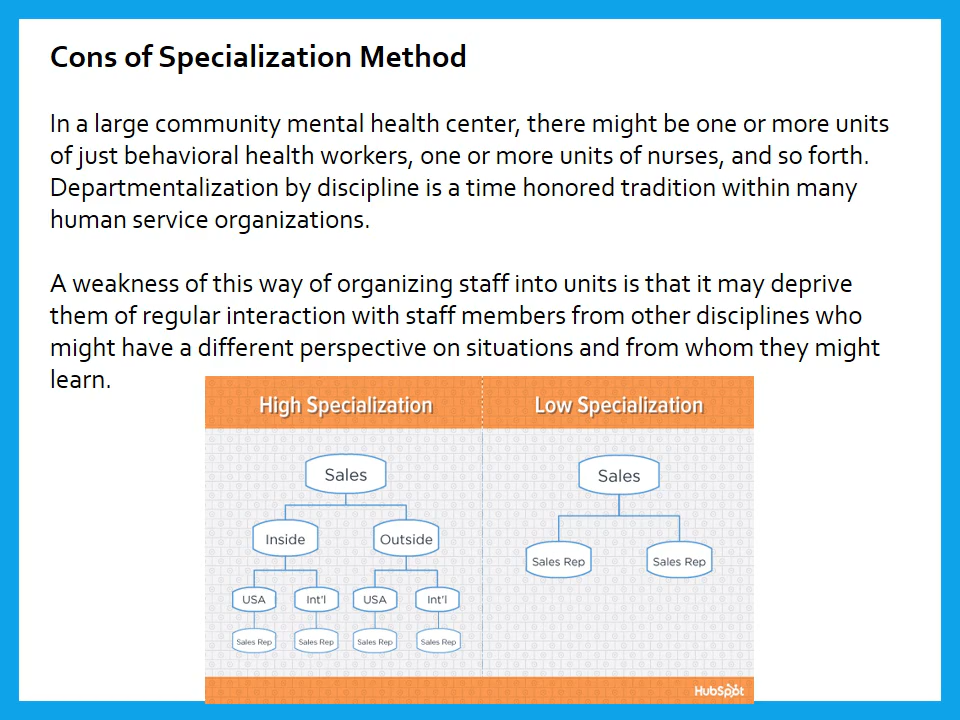 Cons of Specialization Method
In a large community mental health center, there might be one or more units
of just behavioral health workers, one or more units of nurses, and so forth.
Departmentalization by discipline is a time honored tradition within many
human service organizations.
A weakness of this way of organizing staff into units is that it may deprive
them of regular interaction with staff members from other disciplines who
might have a different perspective on situations and from whom they might
learn.
High Specialization
Low Specialization
Sales
Inside
Outside
USA
Int'l
USA
Int'l
Sales Rep
Sales Rep
Sales Rep
Sales Rep
Sales
Sales Rep
Sales Rep
HubSpot